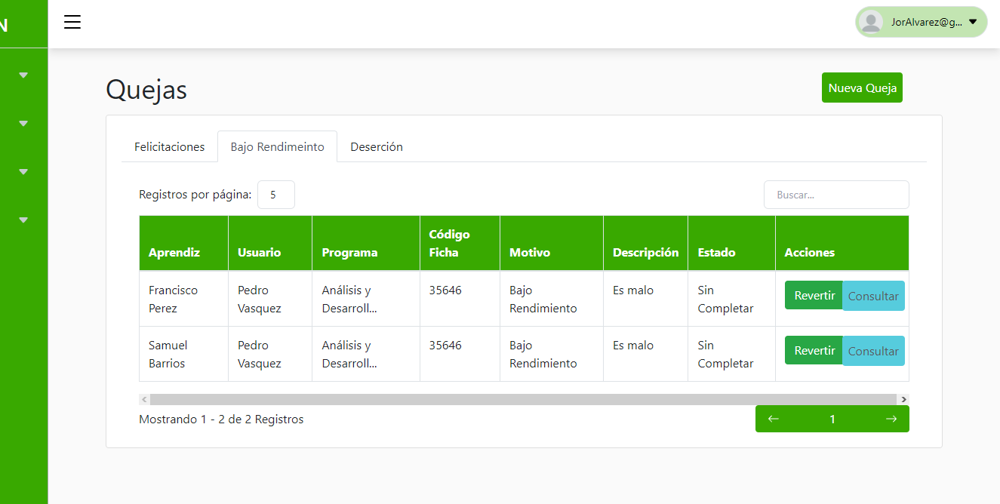 N
JorAlvarez@g...
Quejas
Nueva Queja
Felicitaciones Bajo Rendimeinto Deserción
Registros por página: 5 Buscar...
Aprendiz Usuario Programa Código Ficha Motivo Descripción Estado Acciones
Francisco Perez Pedro Vasquez Análisis y Desarroll... 35646 Bajo Rendimiento Es malo Sin Completar Revertir Consultar
Samuel Barrios Pedro Vasquez Análisis y Desarroll... 35646 Bajo Rendimiento Es malo Sin Completar Revertir Consultar
Mostrando 1 - 2 de 2 Registros ← 1 →